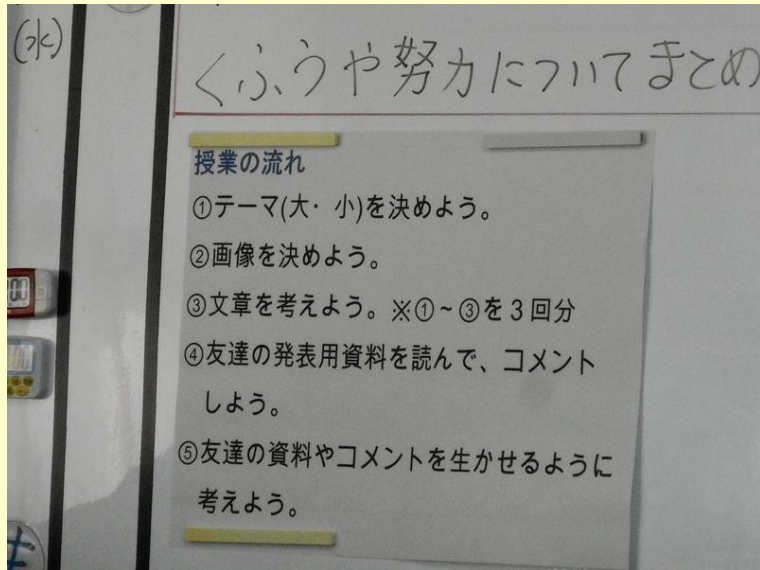 (水)
くふうや努力についてまとめ
授業の流れ
①テーマ(大・小)を決めよう。
②画像を決めよう。
③文章を考えよう。※①~③を3回分
④友達の発表用資料を読んで、コメント
しよう。
⑤友達の資料やコメントを生かせるように
考えよう。